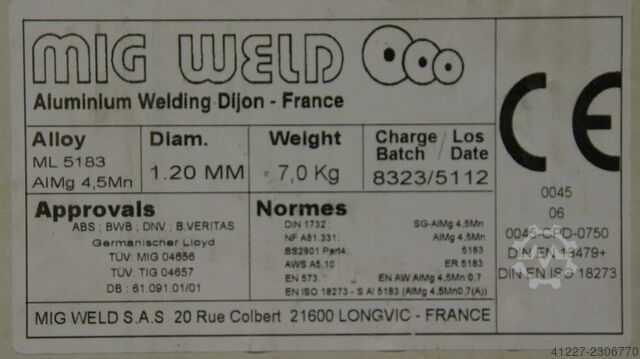 MIG WELD
Aluminium Welding Dijon - France
Alloy
ML 5183
AlMg 4,5Mn
Diam.
1.20 MM
Weight
7,0 Kg
Charge / Los
Batch / Date
8323/5112
Approvals
ABS ; BWB ; DNV ; B.VERITAS
Germanischer Lloyd
TÜV: MIG 04656
TÜV: TIG 04657
DB : 61.091.01/01
Normes
DIN 1732 : SG-AlMg 4,5Mn
NF A81.331: AlMg 4,5Mn
BS2901 Part4: 5183
AWS A5.10 : ER 5183
EN 573 : EN AW AlMg 4,5Mn 0,7
EN ISO 18273 - S Al 5183 (AlMg 4,5Mn0,7(A))
CE
0045
06
0045-CPD-0750
DIN EN 13479+
DIN EN ISO 18273
MIG WELD S.A.S 20 Rue Colbert 21600 LONGVIC - FRANCE
41227-2306770